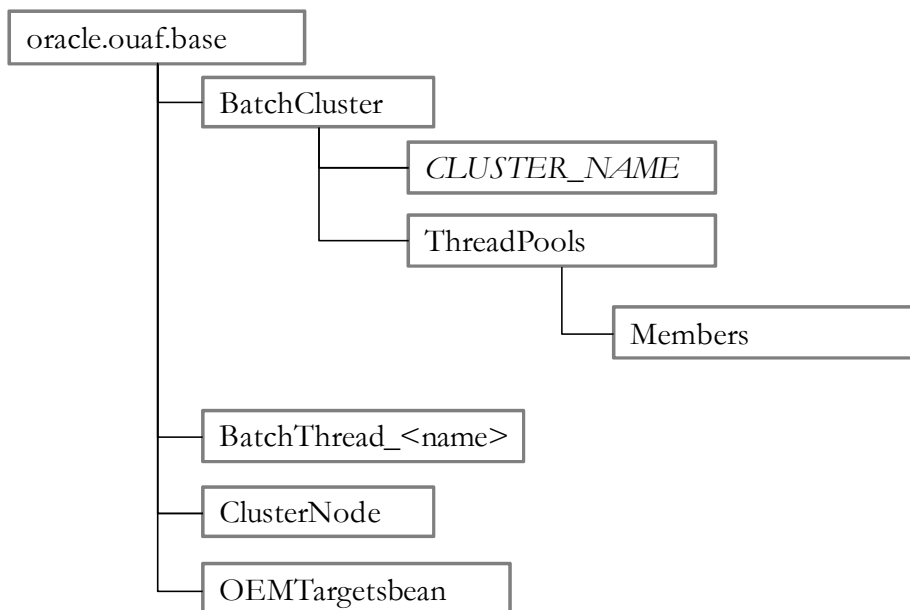 oracle.ouaf.base
BatchCluster
CLUSTER_NAME
ThreadPools
Members
BatchThread_<name>
ClusterNode
OEMTargetsbean